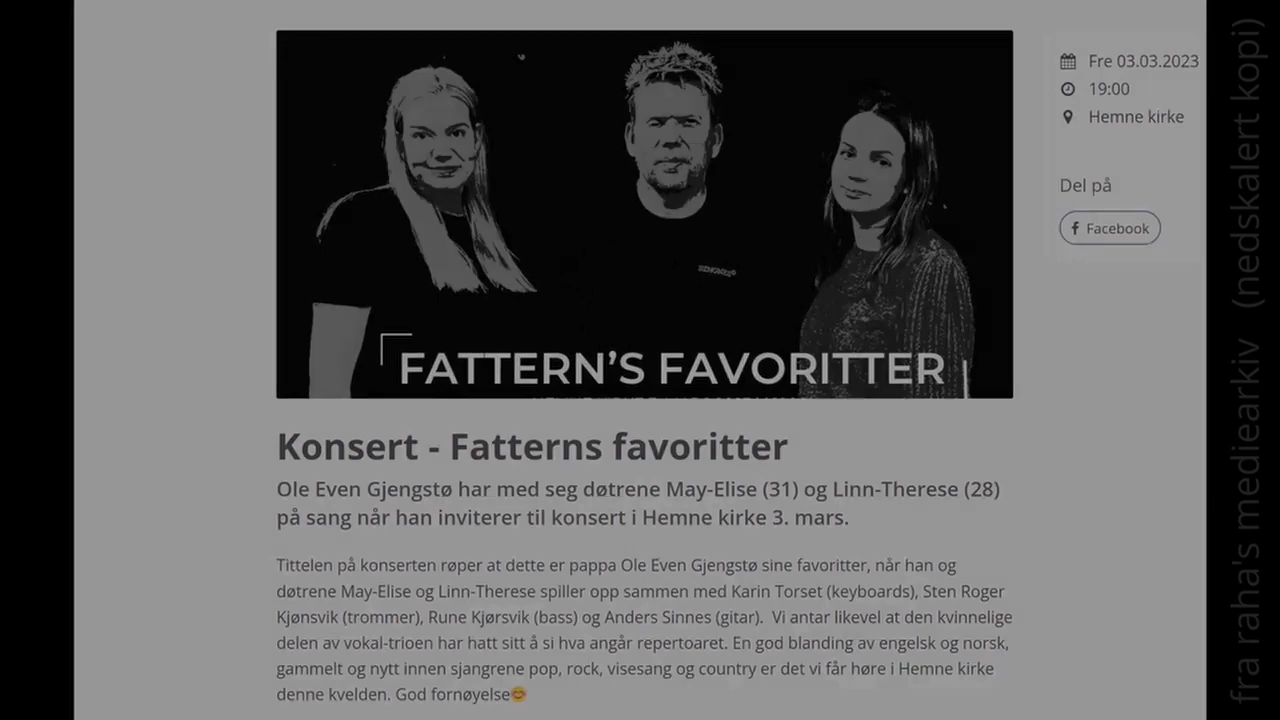 FATTERN'S FAVORITTER
Fre 03.03.2023
19:00
Hemne kirke
Del på
Facebook
Konsert - Fatterns favoritter
Ole Even Gjengstø har med seg døtrene May-Elise (31) og Linn-Therese (28)
på sang når han inviterer til konsert i Hemne kirke 3. mars.
Tittelen på konserten røper at dette er pappa Ole Even Gjengstø sine favoritter, når han og
døtrene May-Elise og Linn-Therese spiller opp sammen med Karin Torset (keyboards), Sten Roger
Kjønsvik (trommer), Rune Kjørsvik (bass) og Anders Sinnes (gitar).  Vi antar likevel at den kvinnelige
delen av vokal-trioen har hatt sitt å si hva angår repertoaret. En god blanding av engelsk og norsk,
gammelt og nytt innen sjangrene pop, rock, visesang og country er det vi får høre i Hemne kirke
denne kvelden. God fornøyelse😊
fra raha's mediearkiv (nedskalert kopi)